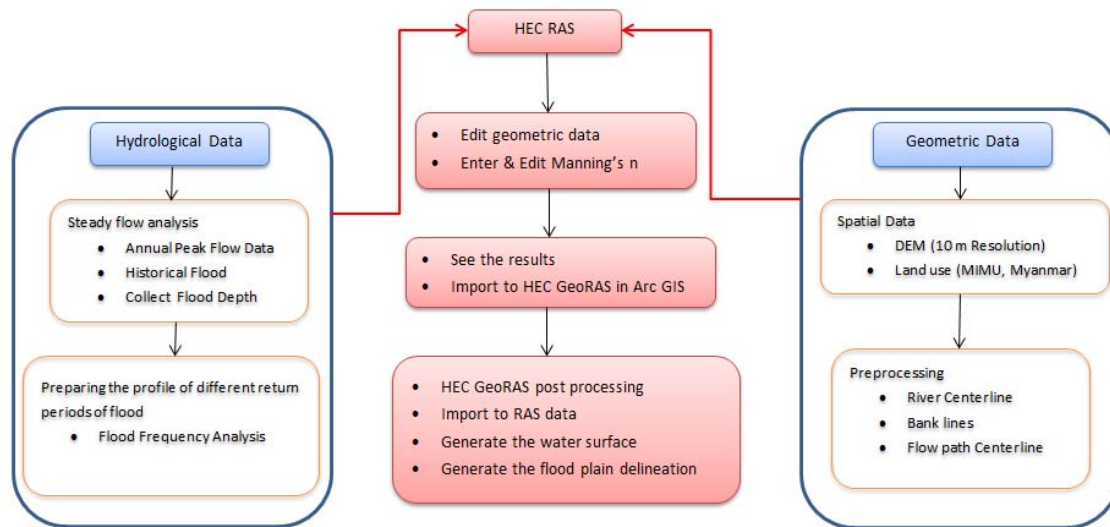 HEC RAS
• Edit geometric data
• Enter & Edit Manning's n
• See the results
• Import to HEC GeoRAS in Arc GIS
• HEC GeoRAS post processing
• Import to RAS data
• Generate the water surface
• Generate the flood plain delineation
Hydrological Data
Steady flow analysis
• Annual Peak Flow Data
• Historical Flood
• Collect Flood Depth
Preparing the profile of different return
periods of flood
• Flood Frequency Analysis
Geometric Data
Spatial Data
• DEM (10 m Resolution)
• Land use (MIMU, Myanmar)
Preprocessing
• River Centerline
• Bank lines
• Flow path Centerline